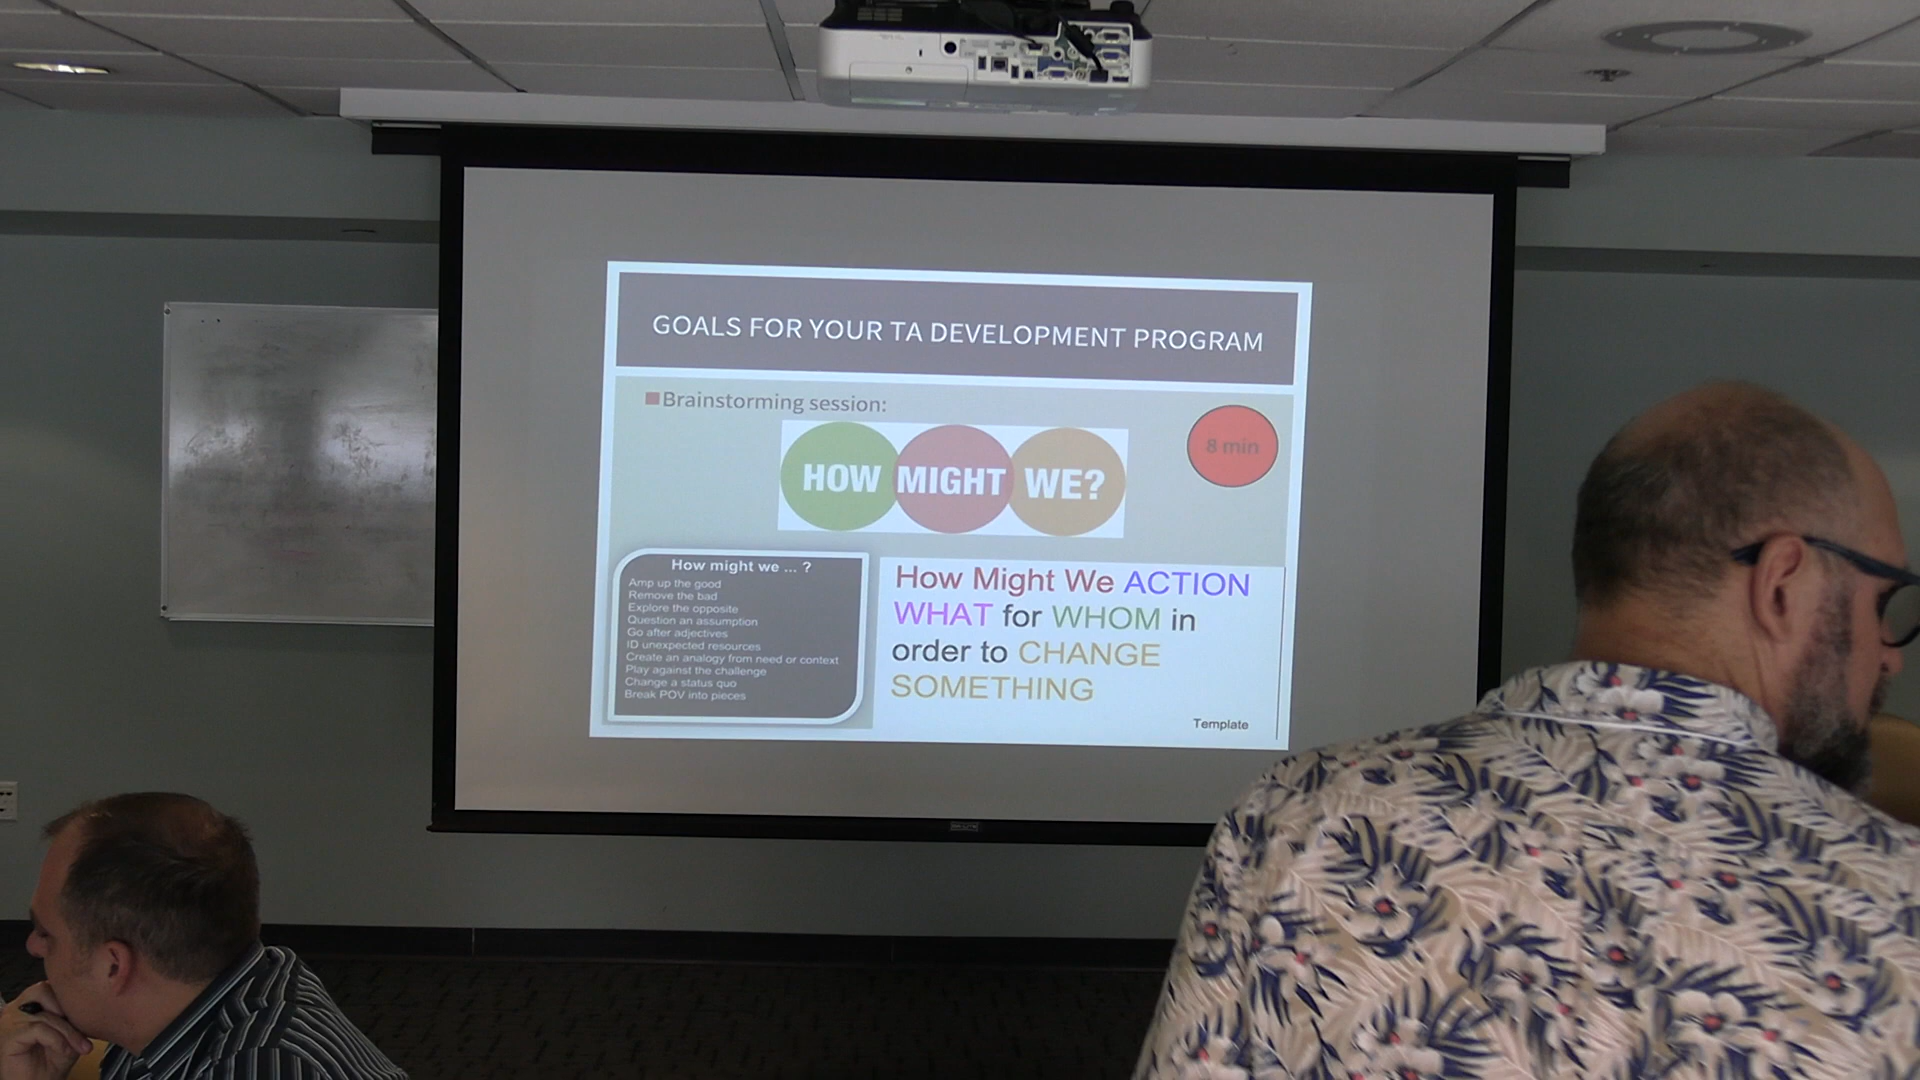 GOALS FOR YOUR TA DEVELOPMENT PROGRAM
Brainstorming session:
8 min
HOW MIGHT WE?
How might we ... ?
Amp up the good
Remove the bad
Explore the opposite
Question an assumption
Go after adjectives
ID unexpected resources
Create an analogy from need or context
Play against the challenge
Change a status quo
Break POV into pieces
How Might We ACTION
WHAT for WHOM in
order to CHANGE
SOMETHING
Template